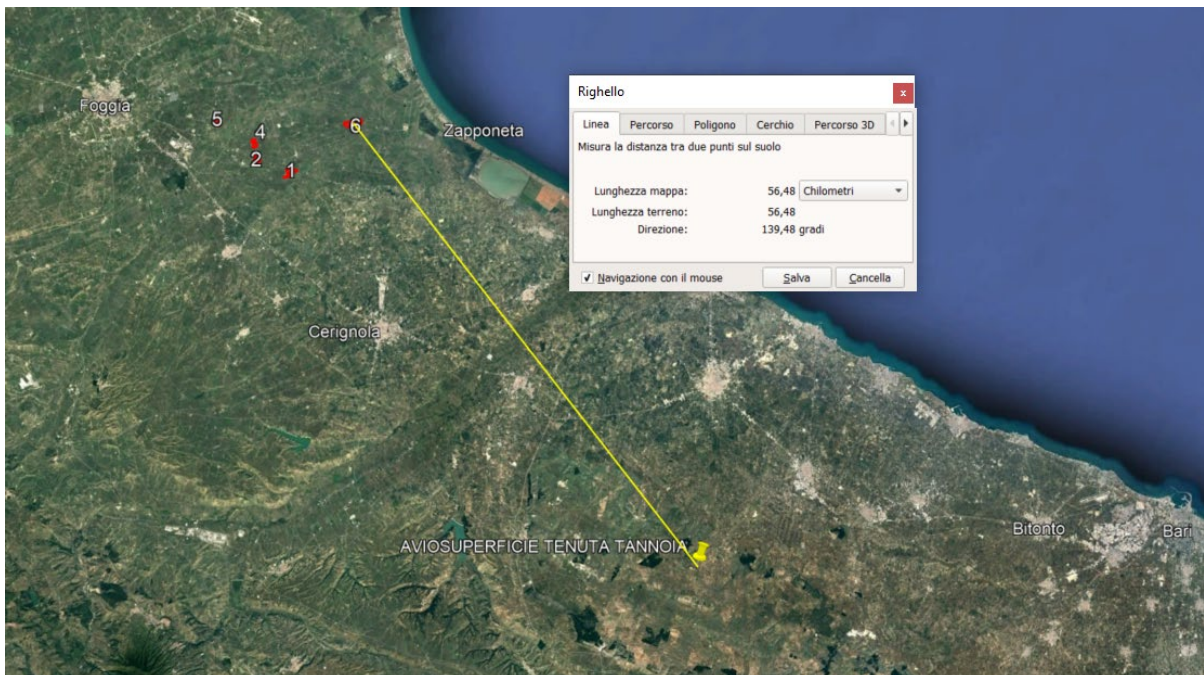 Foggia
5
4
2
1
6
Zapponeta
Cerignola
AVIOSUPERFICIE TENUTA TANNOIA
Bitonto
Bari
Righello
x
Linea Percorso Poligono Cerchio Percorso 3D
Misura la distanza tra due punti sul suolo
Lunghezza mappa: 56,48 Chilometri
Lunghezza terreno: 56,48
Direzione: 139,48 gradi
Navigazione con il mouse Salva Cancella